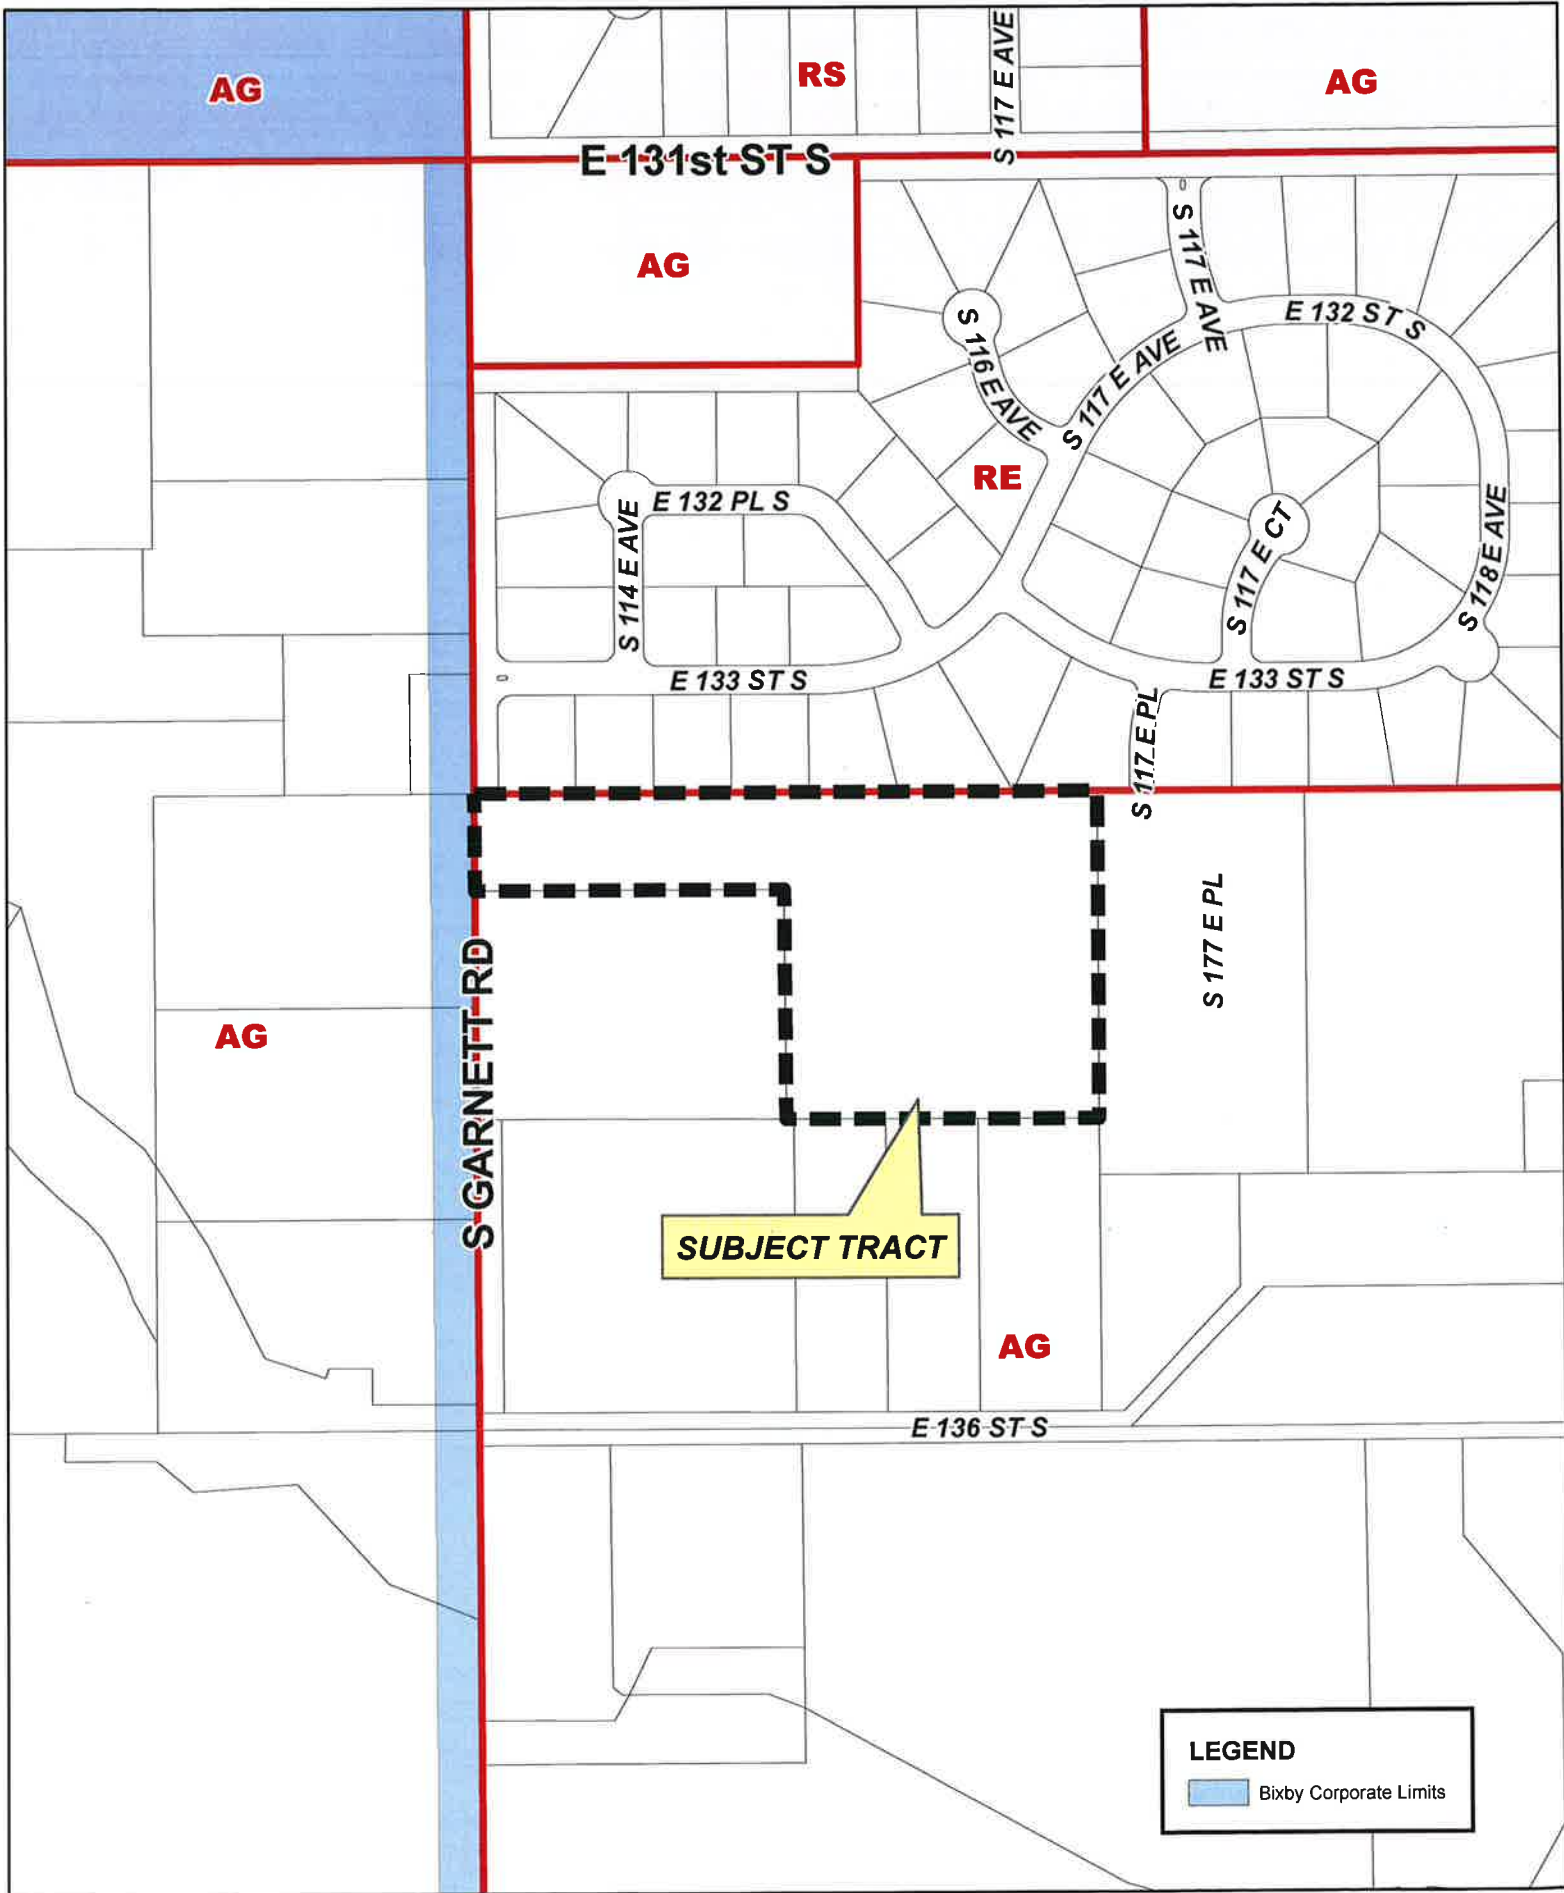 AG
RS
S 117 E AVE
AG
E 131st ST S
AG
S 117 E AVE
E 132 ST S
S 116 E AVE
S 117 E AVE
RE
E 132 PL S
S 114 E AVE
S 117 E CT
S 118 E AVE
E 133 ST S
E 133 ST S
S 117 E PL
S 177 E PL
AG
S GARNETT RD
SUBJECT TRACT
AG
E 136 ST S
LEGEND
Bixby Corporate Limits